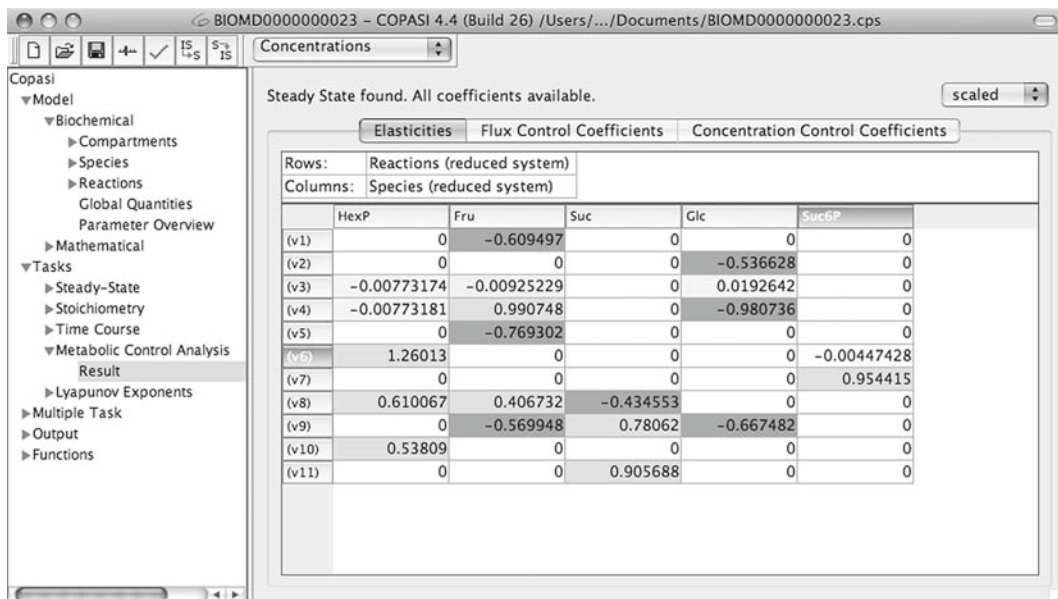 BIOMD0000000023 – COPASI 4.4 (Build 26) /Users/.../Documents/BIOMD0000000023.cps
IS S S IS Concentrations
Copasi
Model
Biochemical
Compartments
Species
Reactions
Global Quantities
Parameter Overview
Mathematical
Tasks
Steady-State
Stoichiometry
Time Course
Metabolic Control Analysis
Result
Lyapunov Exponents
Multiple Task
Output
Functions
Steady State found. All coefficients available. scaled
Elasticities Flux Control Coefficients Concentration Control Coefficients
Rows: Reactions (reduced system)
Columns: Species (reduced system)
HexP Fru Suc Glc Suc6P
(v1) 0 -0.609497 0 0 0
(v2) 0 0 0 -0.536628 0
(v3) -0.00773174 -0.00925229 0 0.0192642 0
(v4) -0.00773181 0.990748 0 -0.980736 0
(v5) 0 -0.769302 0 0 0
(v6) 1.26013 0 0 0 -0.00447428
(v7) 0 0 0 0 0.954415
(v8) 0.610067 0.406732 -0.434553 0 0
(v9) 0 -0.569948 0.78062 -0.667482 0
(v10) 0.53809 0 0 0 0
(v11) 0 0 0.905688 0 0